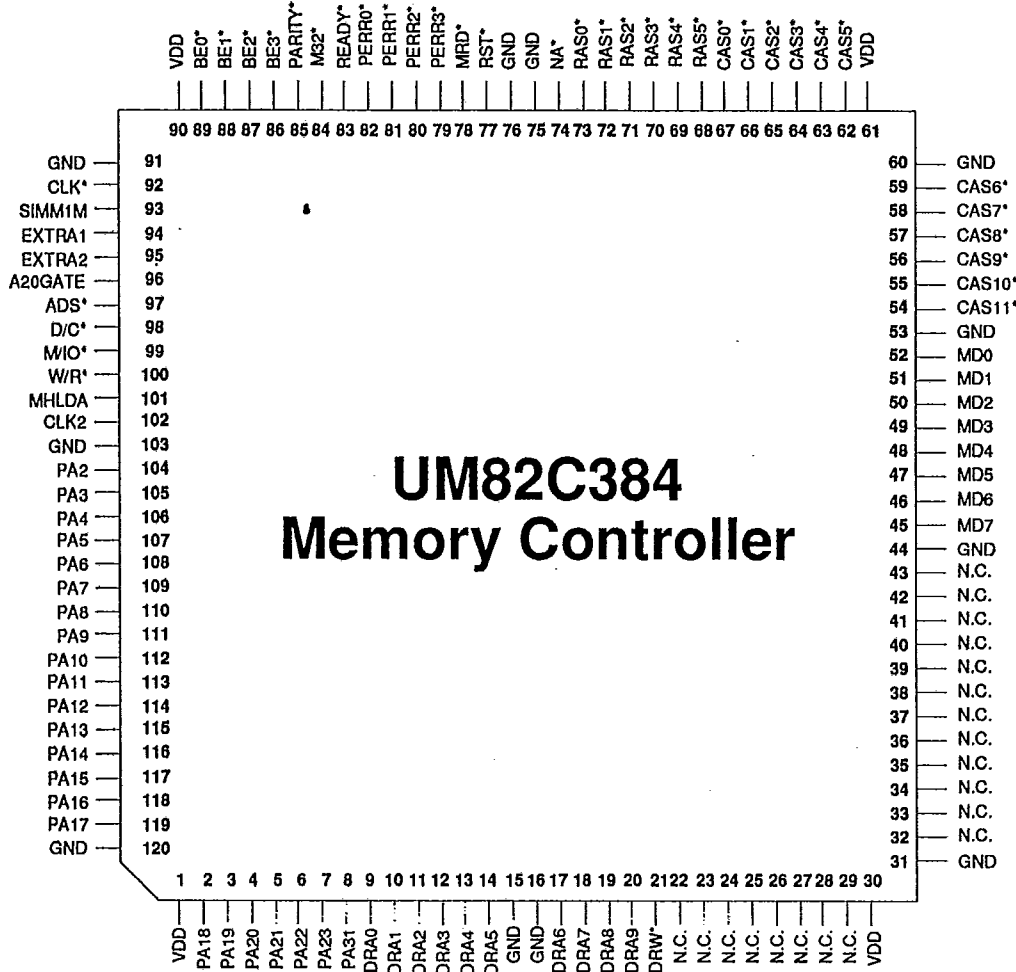 VDD BE0* BE1* BE2* BE3* PARITY* M32* READY* PERR0* PERR1* PERR2* PERR3* MRD* RST* GND GND NA* RAS0* RAS1* RAS2* RAS3* RAS4* RAS5* CAS0* CAS1* CAS2* CAS3* CAS4* CAS5* VDD
90 89 88 87 86 85 84 83 82 81 80 79 78 77 76 75 74 73 72 71 70 69 68 67 66 65 64 63 62 61
GND 91
CLK* 92
SIMM1M 93
EXTRA1 94
EXTRA2 95
A20GATE 96
ADS* 97
D/C* 98
M/IO* 99
W/R* 100
MHLDA 101
CLK2 102
GND 103
PA2 104
PA3 105
PA4 106
PA5 107
PA6 108
PA7 109
PA8 110
PA9 111
PA10 112
PA11 113
PA12 114
PA13 115
PA14 116
PA15 117
PA16 118
PA17 119
GND 120
UM82C384
Memory Controller
60 GND
59 CAS6*
58 CAS7*
57 CAS8*
56 CAS9*
55 CAS10*
54 CAS11*
53 GND
52 MD0
51 MD1
50 MD2
49 MD3
48 MD4
47 MD5
46 MD6
45 MD7
44 GND
43 N.C.
42 N.C.
41 N.C.
40 N.C.
39 N.C.
38 N.C.
37 N.C.
36 N.C.
35 N.C.
34 N.C.
33 N.C.
32 N.C.
31 GND
1 2 3 4 5 6 7 8 9 10 11 12 13 14 15 16 17 18 19 20 21 22 23 24 25 26 27 28 29 30
VDD PA18 PA19 PA20 PA21 PA22 PA23 PA31 DRA0 DRA1 DRA2 DRA3 DRA4 DRA5 GND GND DRA6 DRA7 DRA8 DRA9 DRW* N.C. N.C. N.C. N.C. N.C. N.C. N.C. N.C. VDD